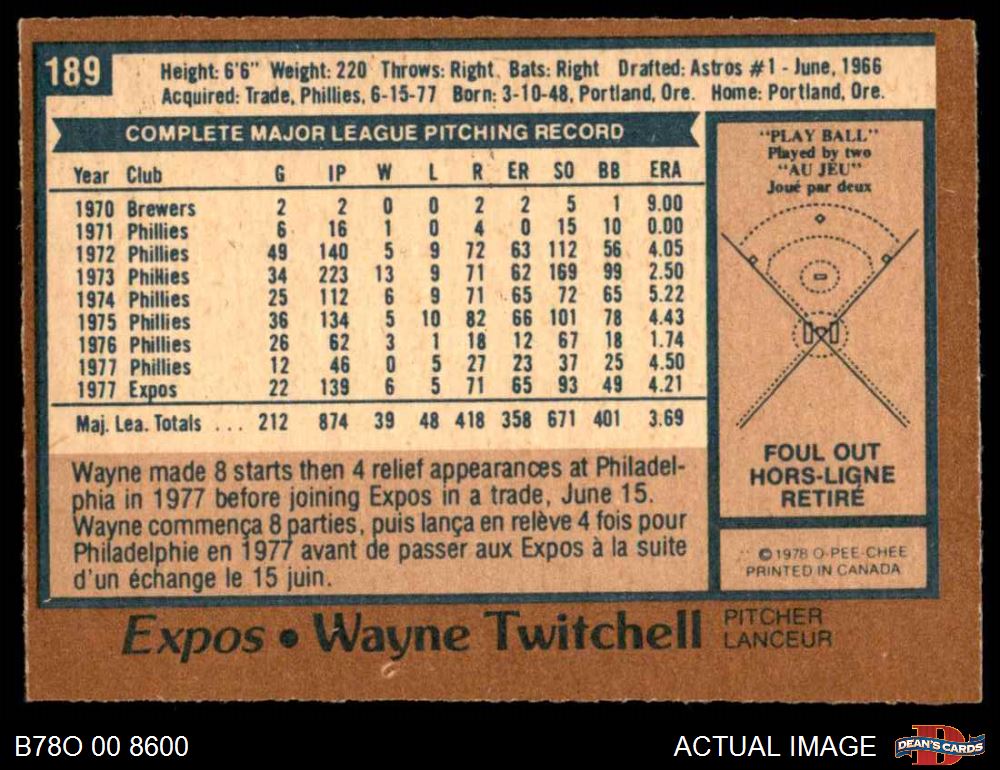 189
Height: 6'6" Weight: 220 Throws: Right. Bats: Right Drafted: Astros #1 - June, 1966
Acquired: Trade, Phillies, 6-15-77 Born: 3-10-48, Portland, Ore. Home: Portland, Ore.
COMPLETE MAJOR LEAGUE PITCHING RECORD
Year Club G IP W L R ER SO BB ERA
1970 Brewers 2 2 0 0 2 2 5 1 9.00
1971 Phillies 6 16 1 0 4 0 15 10 0.00
1972 Phillies 49 140 5 9 72 63 112 56 4.05
1973 Phillies 34 223 13 9 71 62 169 99 2.50
1974 Phillies 25 112 6 9 71 65 72 65 5.22
1975 Phillies 36 134 5 10 82 66 101 78 4.43
1976 Phillies 26 62 3 1 18 12 67 18 1.74
1977 Phillies 12 46 0 5 27 23 37 25 4.50
1977 Expos 22 139 6 5 71 65 93 49 4.21
Maj. Lea. Totals ... 212 874 39 48 418 358 671 401 3.69
Wayne made 8 starts then 4 relief appearances at Philadel-
phia in 1977 before joining Expos in a trade, June 15.
Wayne commença 8 parties, puis lança en relève 4 fois pour
Philadelphie en 1977 avant de passer aux Expos à la suite
d'un échange le 15 juin.
"PLAY BALL"
Played by two
"AU JEU"
Joué par deux
FOUL OUT
HORS-LIGNE
RETIRÉ
© 1978 O-PEE-CHEE
PRINTED IN CANADA
Expos • Wayne Twitchell
PITCHER
LANCEUR
B78O 00 8600
ACTUAL IMAGE
DEAN'S CARDS